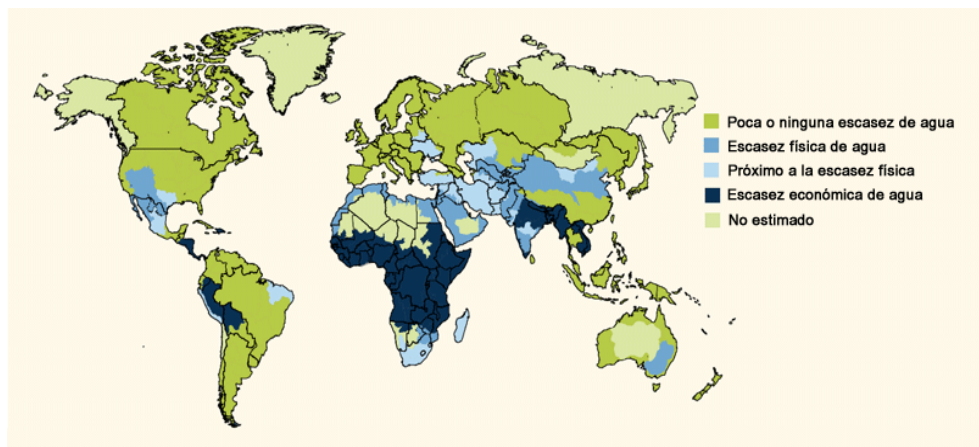 Poca o ninguna escasez de agua
Escasez física de agua
Próximo a la escasez física
Escasez económica de agua
No estimado